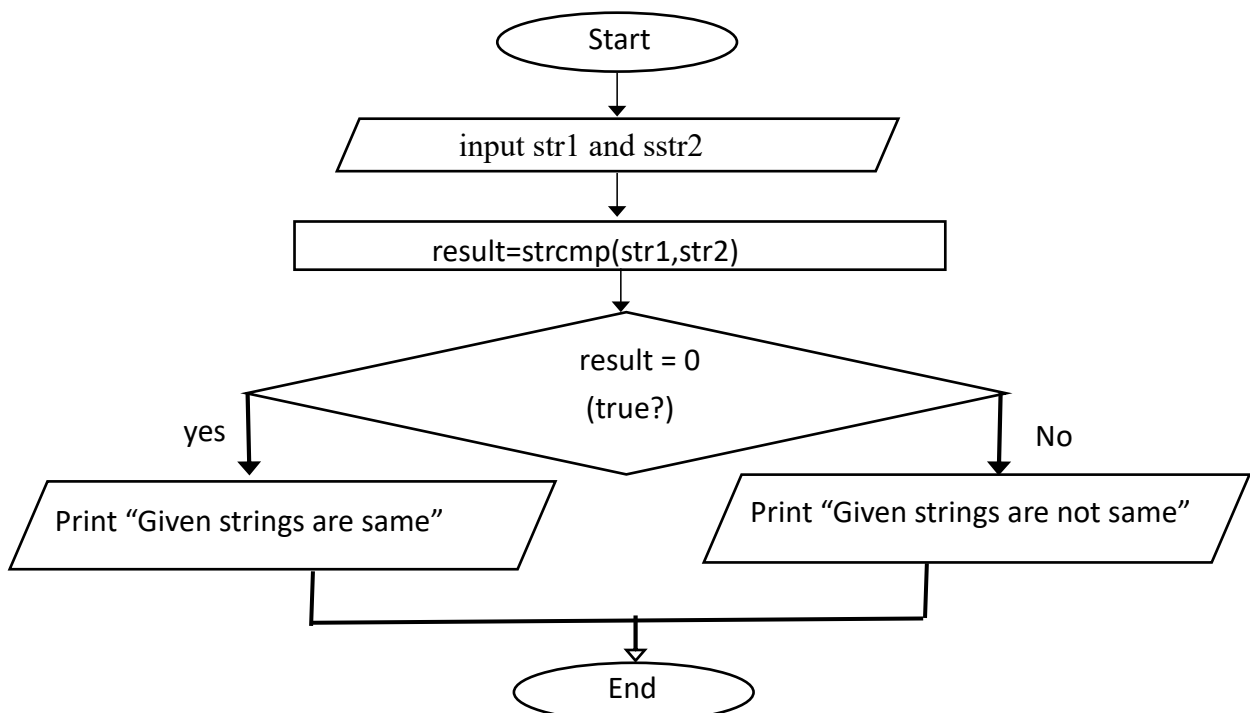 Start
input str1 and sstr2
result=strcmp(str1,str2)
result = 0
(true?)
yes
No
Print “Given strings are same”
Print “Given strings are not same”
End